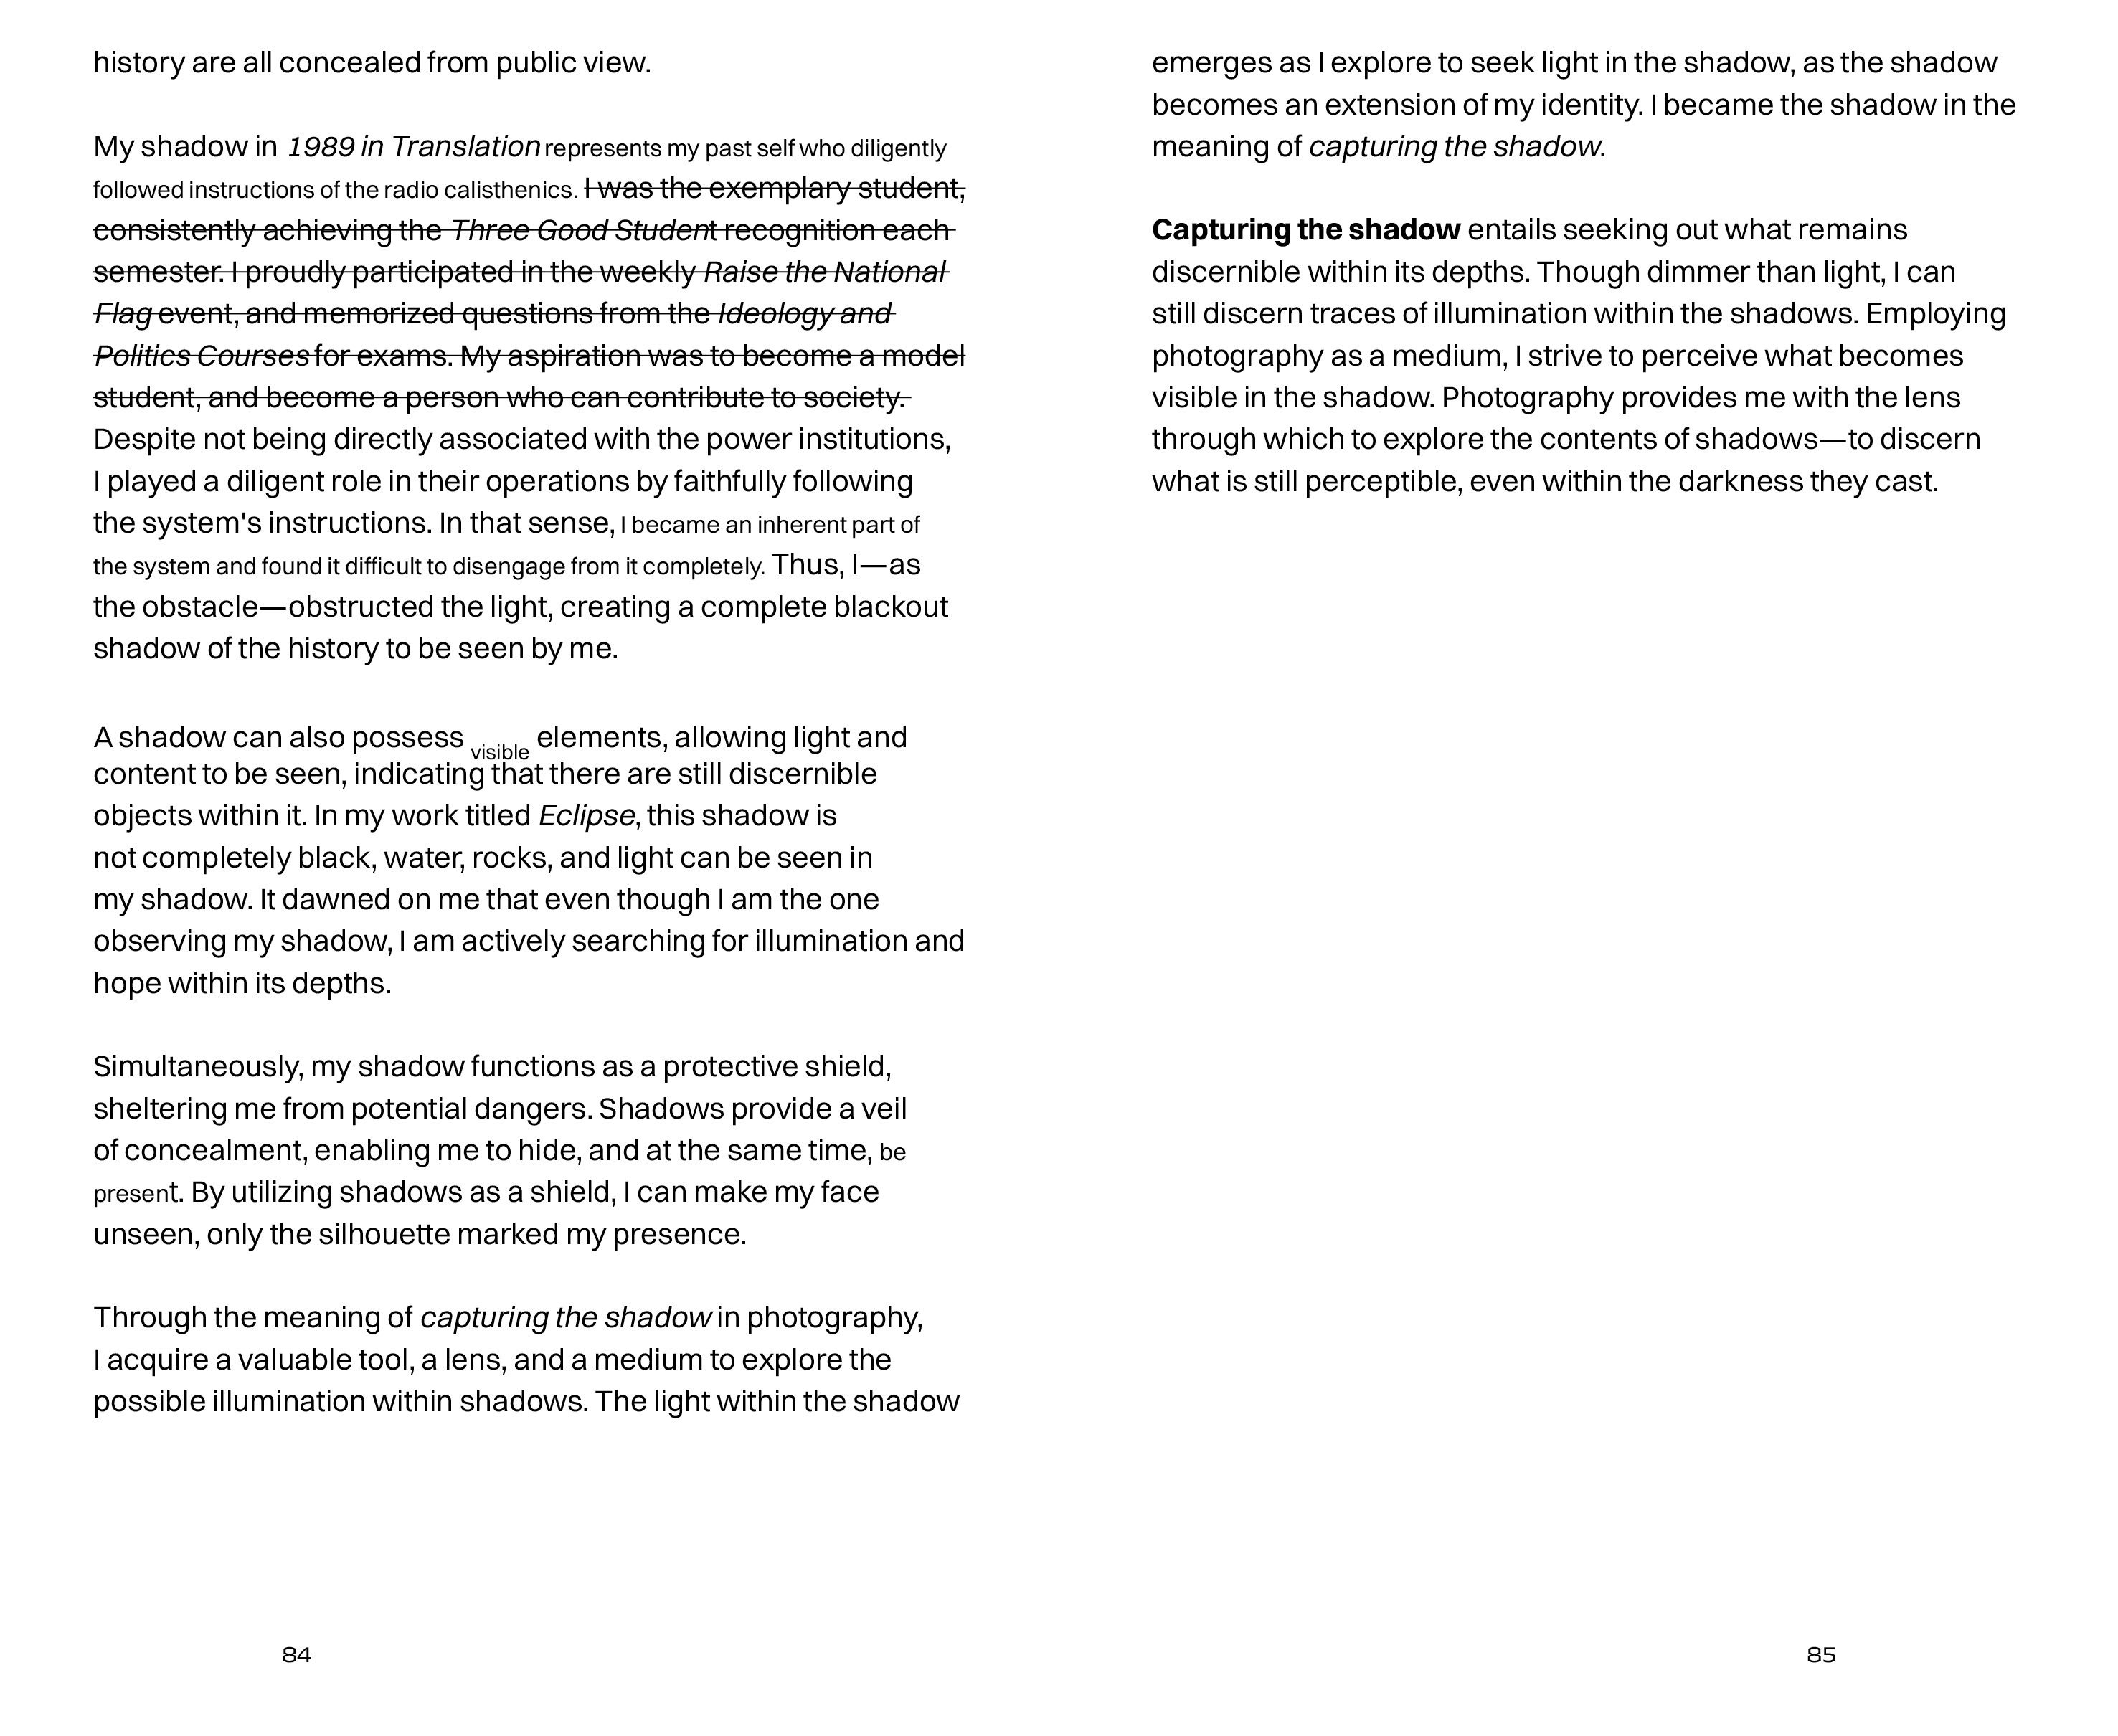 history are all concealed from public view.
My shadow in 1989 in Translation represents my past self who diligently
followed instructions of the radio calisthenics. I was the exemplary student,
consistently achieving the Three Good Student recognition each
semester. I proudly participated in the weekly Raise the National
Flag event, and memorized questions from the Ideology and
Politics Courses for exams. My aspiration was to become a model
student, and become a person who can contribute to society.
Despite not being directly associated with the power institutions,
I played a diligent role in their operations by faithfully following
the system's instructions. In that sense, I became an inherent part of
the system and found it difficult to disengage from it completely. Thus, I—as
the obstacle—obstructed the light, creating a complete blackout
shadow of the history to be seen by me.
A shadow can also possess visible elements, allowing light and
content to be seen, indicating that there are still discernible
objects within it. In my work titled Eclipse, this shadow is
not completely black, water, rocks, and light can be seen in
my shadow. It dawned on me that even though I am the one
observing my shadow, I am actively searching for illumination and
hope within its depths.
Simultaneously, my shadow functions as a protective shield,
sheltering me from potential dangers. Shadows provide a veil
of concealment, enabling me to hide, and at the same time, be
present. By utilizing shadows as a shield, I can make my face
unseen, only the silhouette marked my presence.
Through the meaning of capturing the shadow in photography,
I acquire a valuable tool, a lens, and a medium to explore the
possible illumination within shadows. The light within the shadow
84
emerges as I explore to seek light in the shadow, as the shadow
becomes an extension of my identity. I became the shadow in the
meaning of capturing the shadow.
Capturing the shadow entails seeking out what remains
discernible within its depths. Though dimmer than light, I can
still discern traces of illumination within the shadows. Employing
photography as a medium, I strive to perceive what becomes
visible in the shadow. Photography provides me with the lens
through which to explore the contents of shadows—to discern
what is still perceptible, even within the darkness they cast.
85